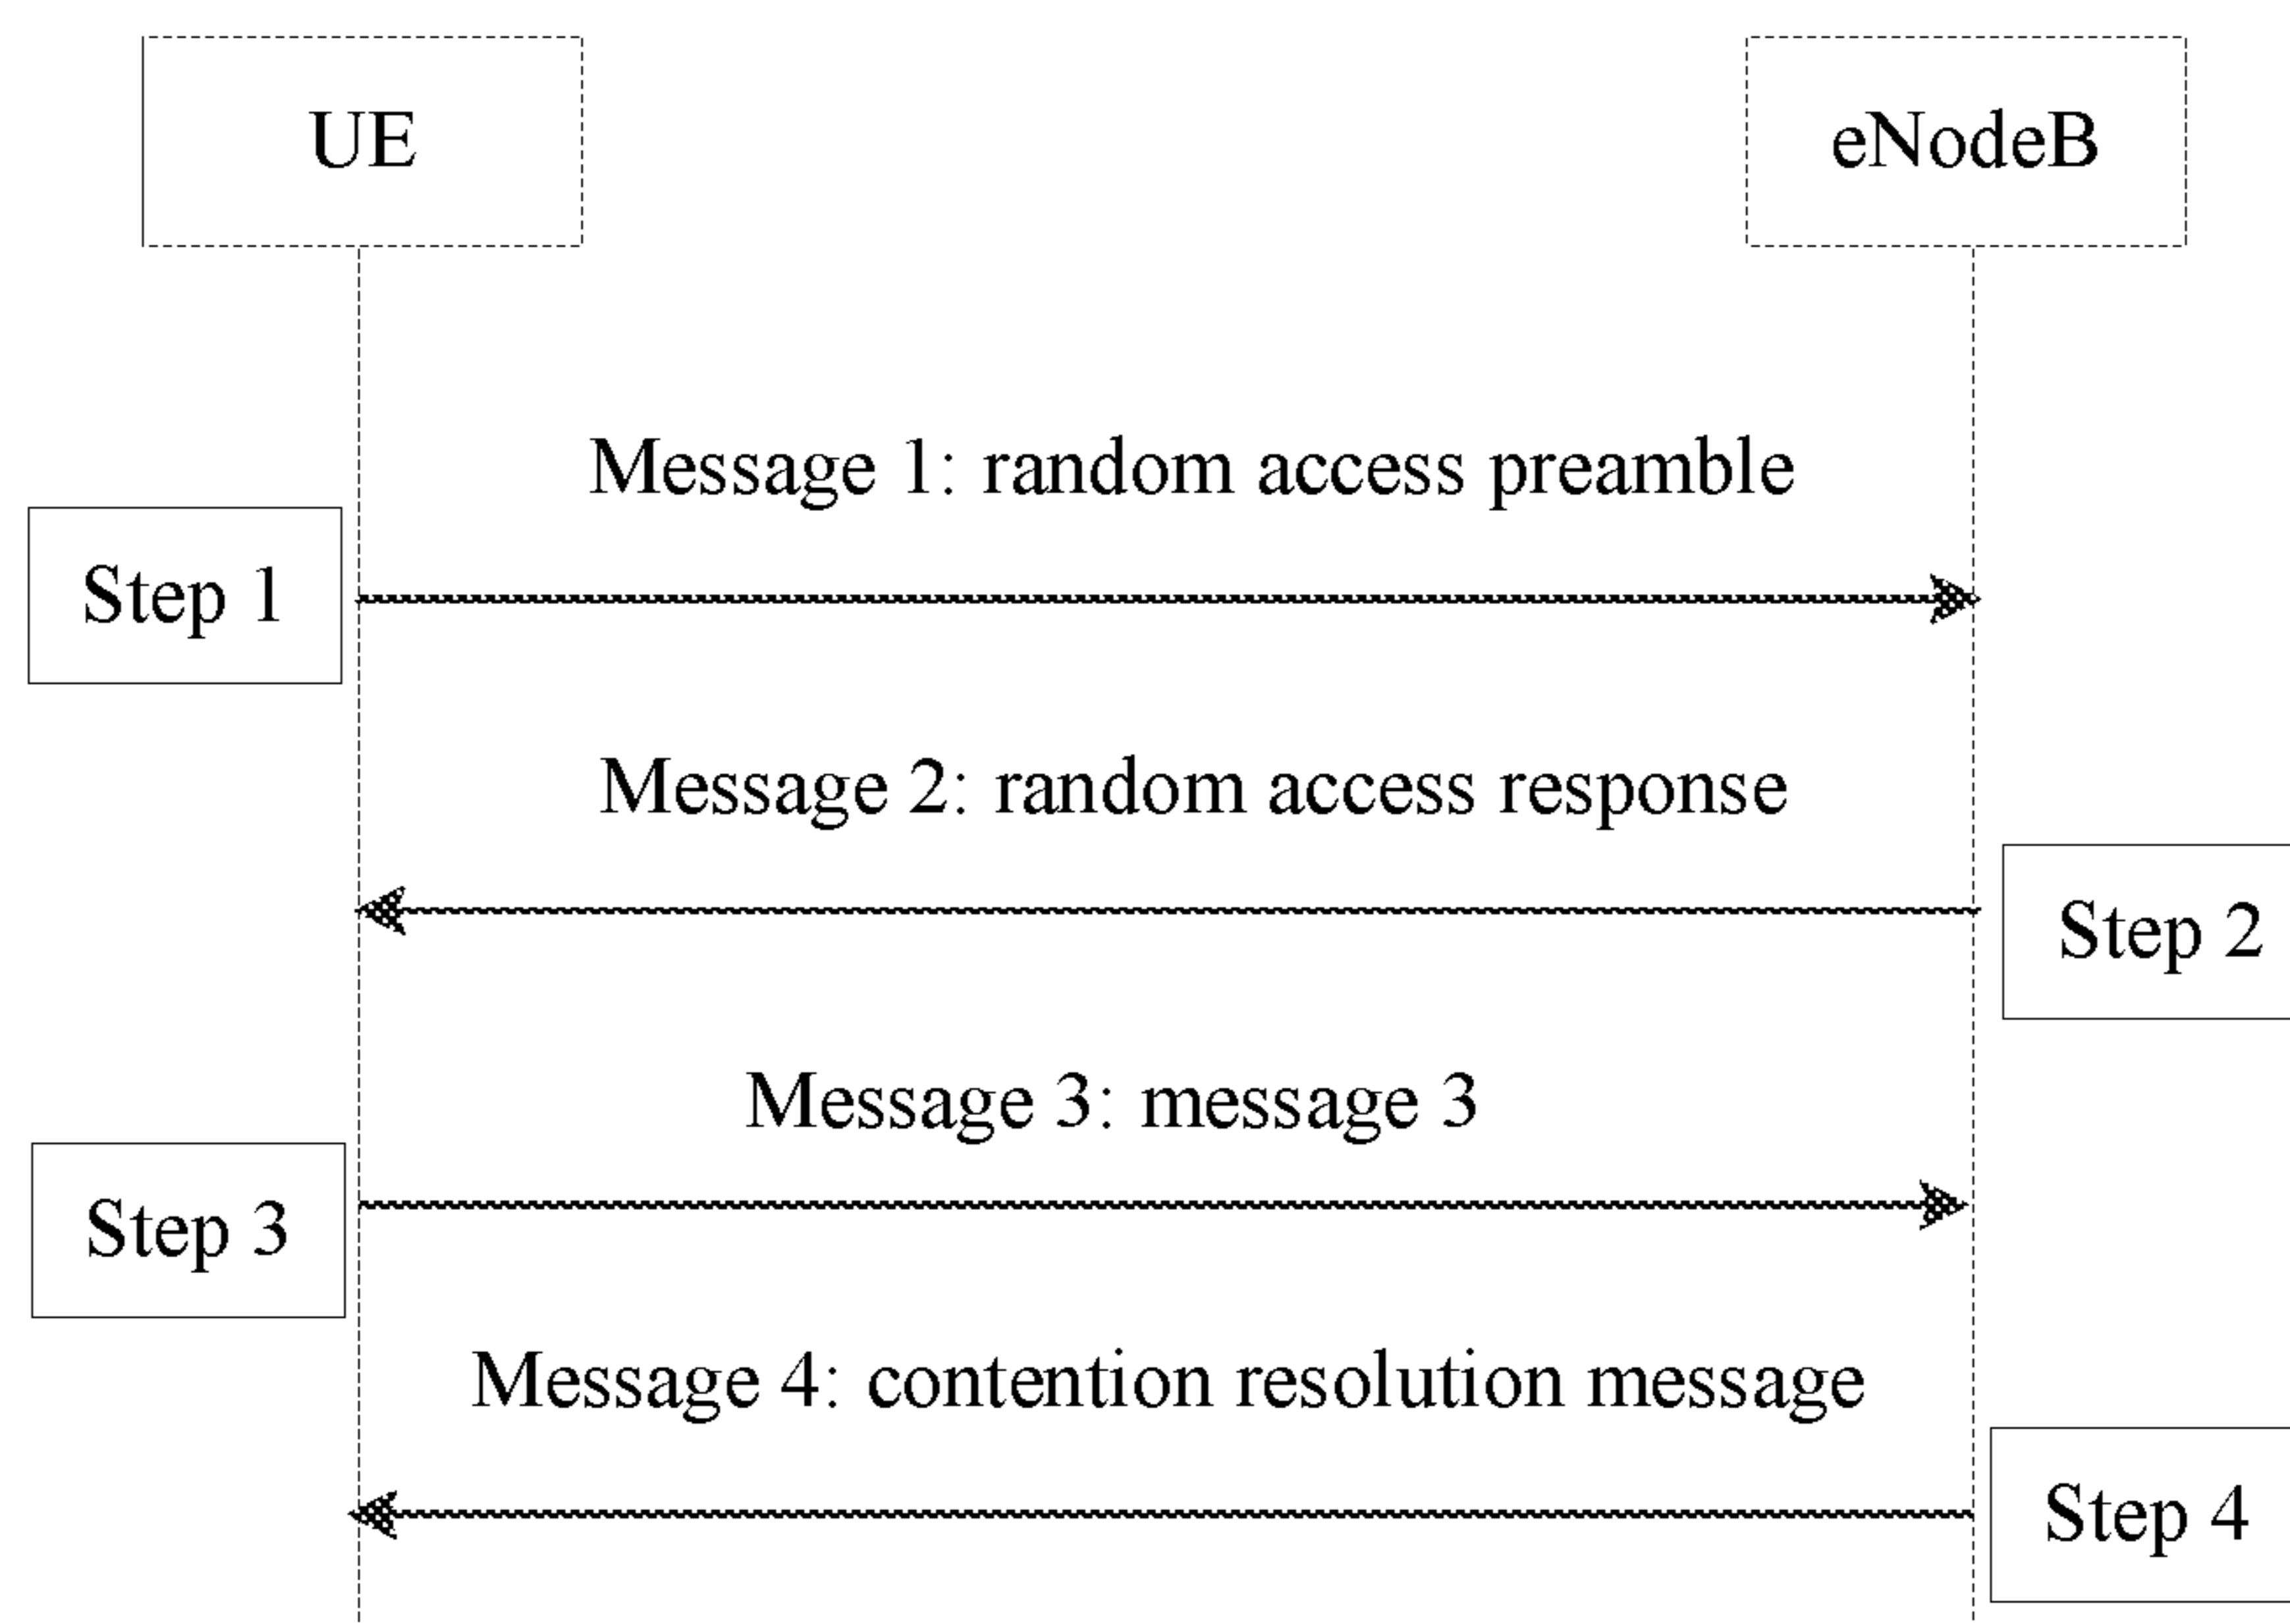 UE
eNodeB
Message 1: random access preamble
Step 1
Message 2: random access response
Step 2
Message 3: message 3
Step 3
Message 4: contention resolution message
Step 4